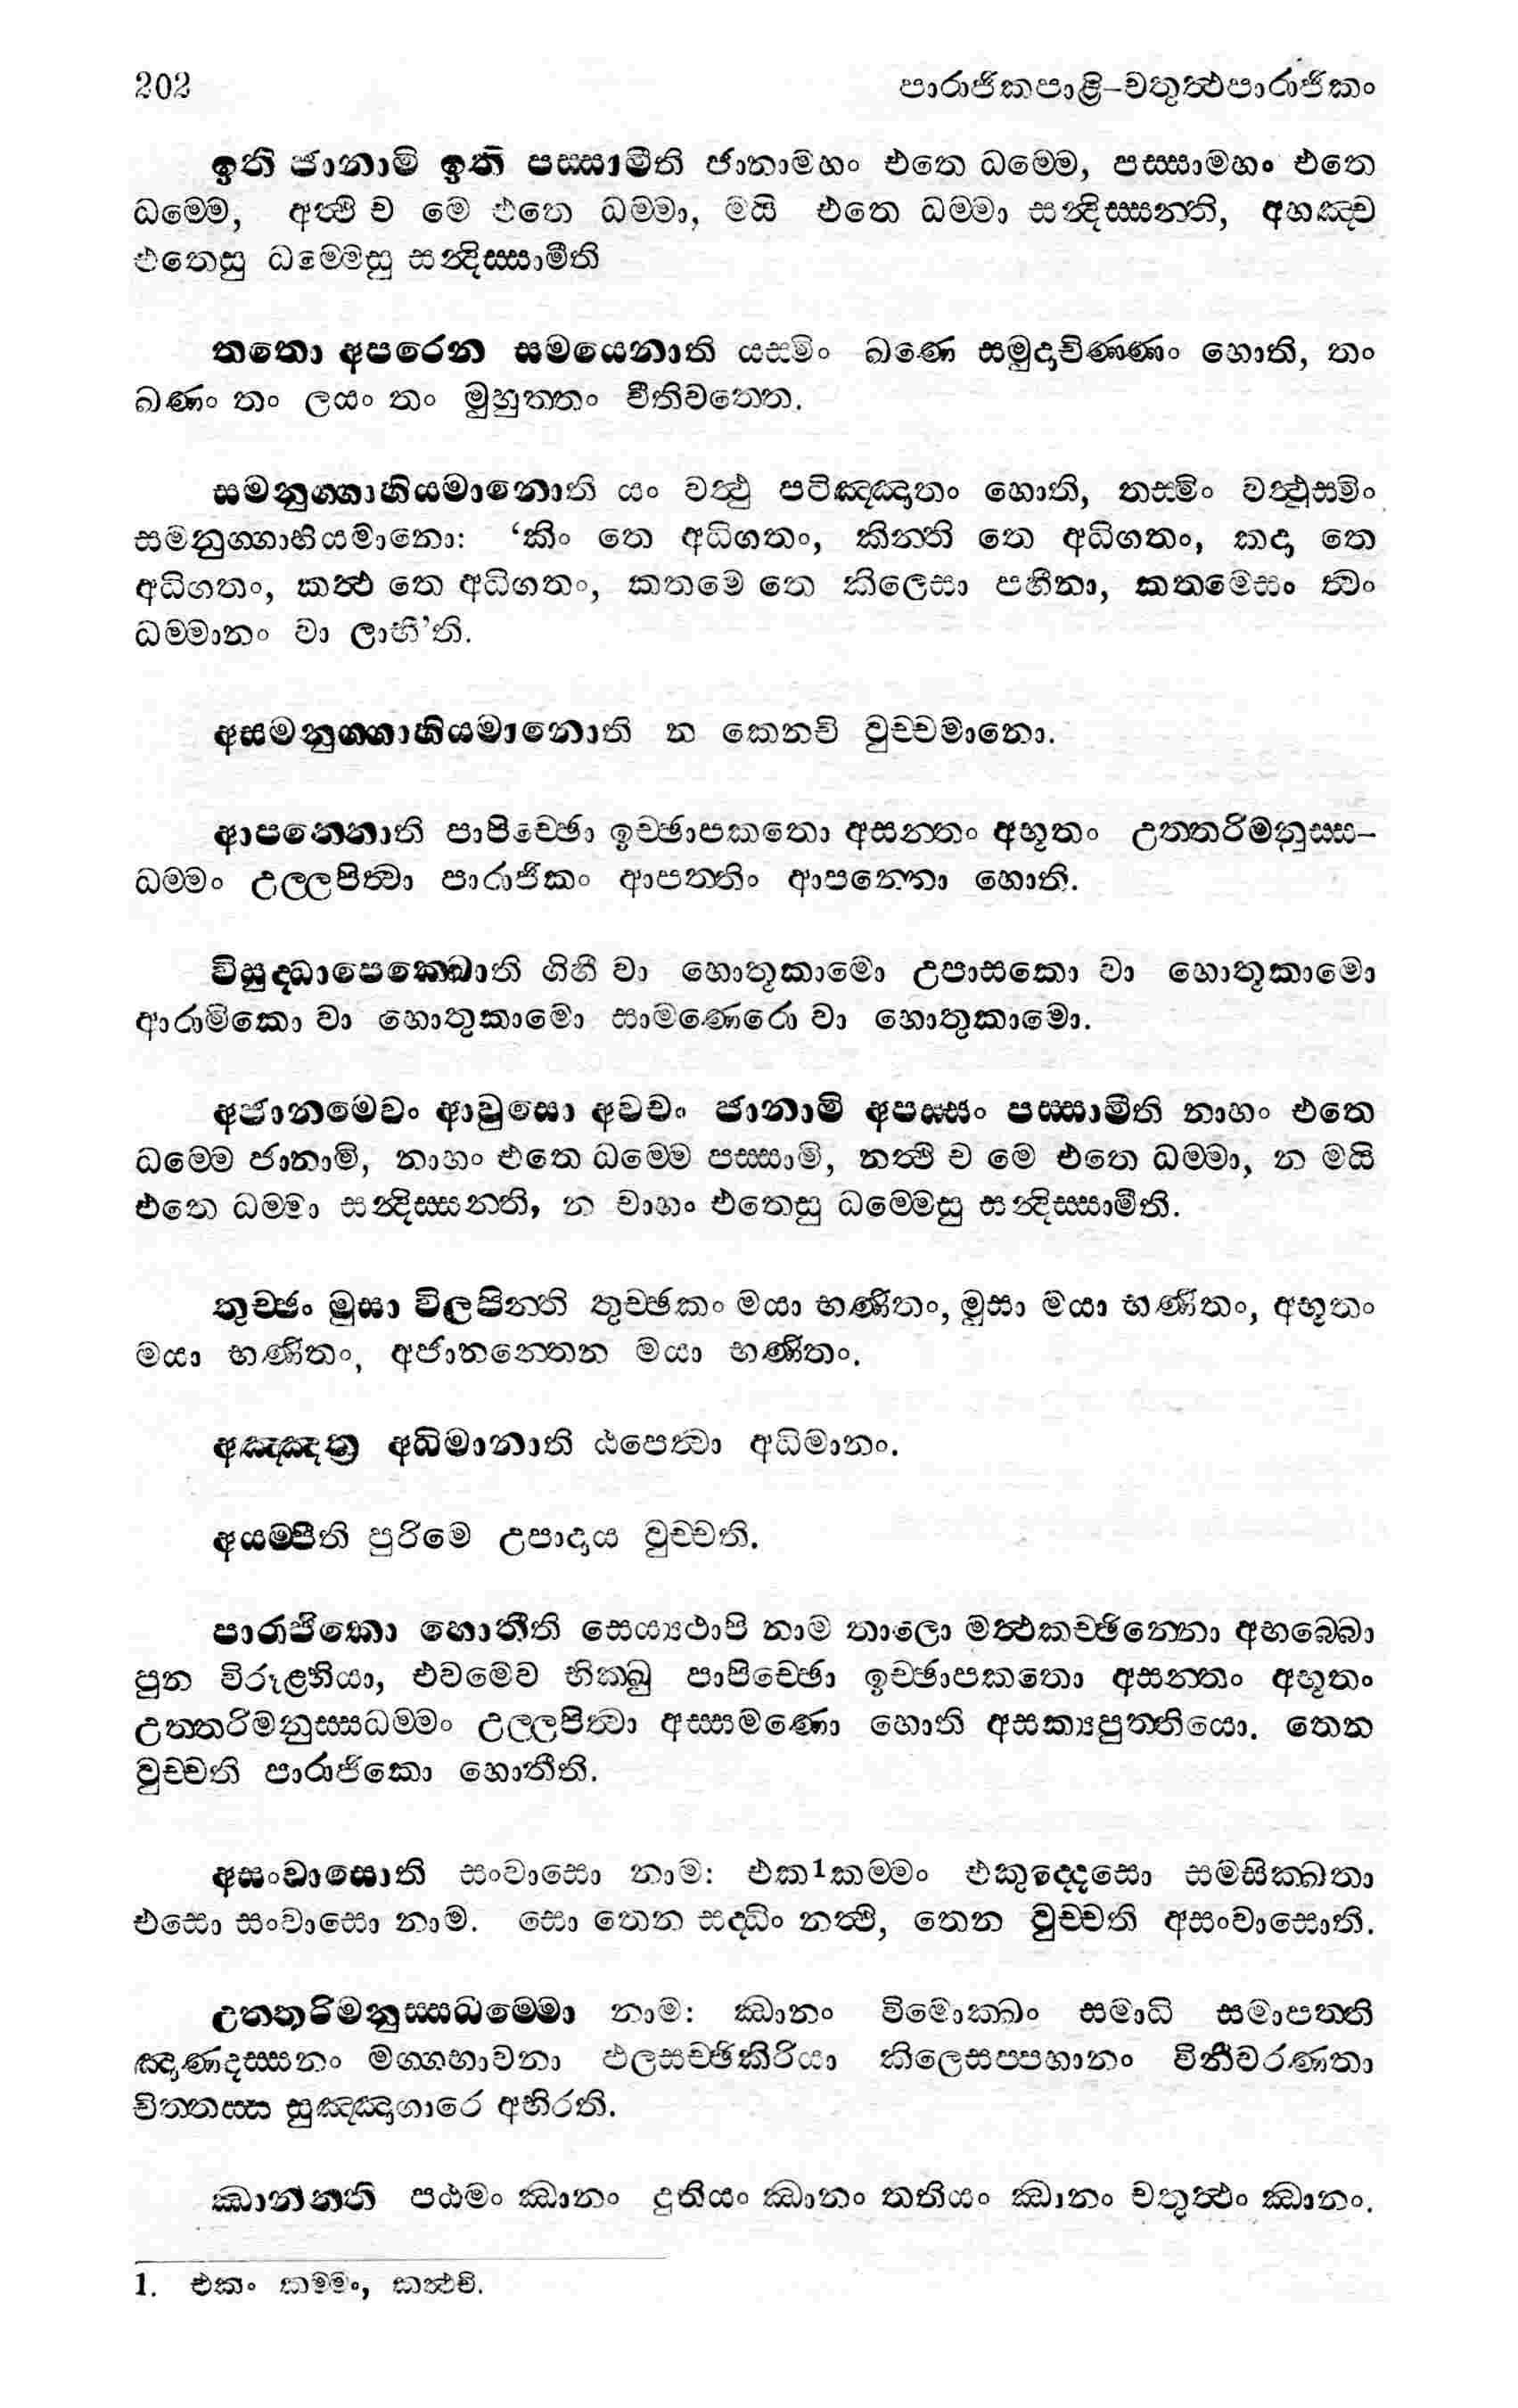 202 පාරාජිකපාළි–චතුත්‍ථපාරාජිකං
ඉති ජානාමි ඉති පස්සාමීති ජානාමහං එතෙ ධම්මෙ, පස්සාමහං එතෙ
ධම්මෙ, අත්‍ථි ච මෙ එතෙ ධම්මා, මයි එතෙ ධම්මා සන්‍දිස්සන්ති, අහඤ්ච
එතෙසු ධම්මෙසු සන්‍දිස්සාමීති
තතො අපරෙන සමයෙනාති යස්මිං ඛණෙ සමුදාචිණ්ණං හොති, තං
ඛණං තං ලයං තං මුහුත්තං වීතිවත්තෙ.
සමනුග්ගාහියමානොති යං වත්‍ථු පටිඤ්ඤාතං හොති, තස්මිං වත්‍ථුස්මිං
සමනුග්ගාහියමානො: ‘කිං තෙ අධිගතං, කින්ති තෙ අධිගතං, කදා තෙ
අධිගතං, කත්‍ථ තෙ අධිගතං, කතමෙ තෙ කිලෙසා පහීනා, කතමෙසං ත්‍වං
ධම්මානං වා ලාභී’ති.
අසමනුග්ගාහියමානොති න කෙනචි වුච්චමානො.
ආපන්නොති පාපිච්ඡො ඉච්ඡාපකතො අසන්තං අභූතං උත්තරිමනුස්ස–
ධම්මං උල්ලපිත්‍වා පාරාජිකං ආපත්තිං ආපන්නො හොති.
විසුද්ධාපෙක්ඛොති ගිහී වා හොතුකාමො උපාසකො වා හොතුකාමො
ආරාමිකො වා හොතුකාමො සාමණෙරො වා හොතුකාමො.
අජානමෙවං ආවුසො අවචං ජානාමි අපස්සං පස්සාමීති නාහං එතෙ
ධම්මෙ ජානාමි, නාහං එතෙ ධම්මෙ පස්සාමි, නත්‍ථි ච මෙ එතෙ ධම්මා, න මයි
එතෙ ධම්මා සන්‍දිස්සන්ති, න චාහං එතෙසු ධම්මෙසු සන්‍දිස්සාමීති.
තුච්ඡං මුසා විලපින්ති තුච්ඡකං මයා භණිතං, මුසා මයා භණිතං, අභූතං
මයා භණිතං, අජානන්තෙන මයා භණිතං.
අඤ්ඤත්‍ර අධිමානාති ඨපෙත්‍වා අධිමානං.
අයම්පීති පුරිමෙ උපාදාය වුච්චති.
පාරාජිකො හොතීති සෙය්‍යථාපි නාම තාලො මත්‍ථකච්ඡින්නො අභබ්බො
පුන විරූළ්හියා, එවමෙව භික්ඛු පාපිච්ඡො ඉච්ඡාපකතො අසන්තං අභූතං
උත්තරිමනුස්සධම්මං උල්ලපිත්‍වා අස්සමණො හොති අසක්‍යපුත්තියො. තෙන
වුච්චති පාරාජිකො හොතීති.
අසංවාසොති සංවාසො නාම: එක1කම්මං එකුද්දෙසො සමසික්ඛතා
එසො සංවාසො නාම. සො තෙන සද්ධිං නත්‍ථි, තෙන වුච්චති අසංවාසොති.
උත්තරිමනුස්සධම්මො නාම: ඣානං විමොක්ඛං සමාධි සමාපත්ති
ඤාණදස්සනං මග්ගභාවනා ඵලසච්ඡිකිරියා කිලෙසප්පහානං විනීවරණතා
චිත්තස්ස සුඤ්ඤාගාරෙ අභිරති.
ඣානන්ති පඨමං ඣානං දුතියං ඣානං තතියං ඣානං චතුත්‍ථං ඣානං.
1. එකං කම්මං, කත්‍ථචි.